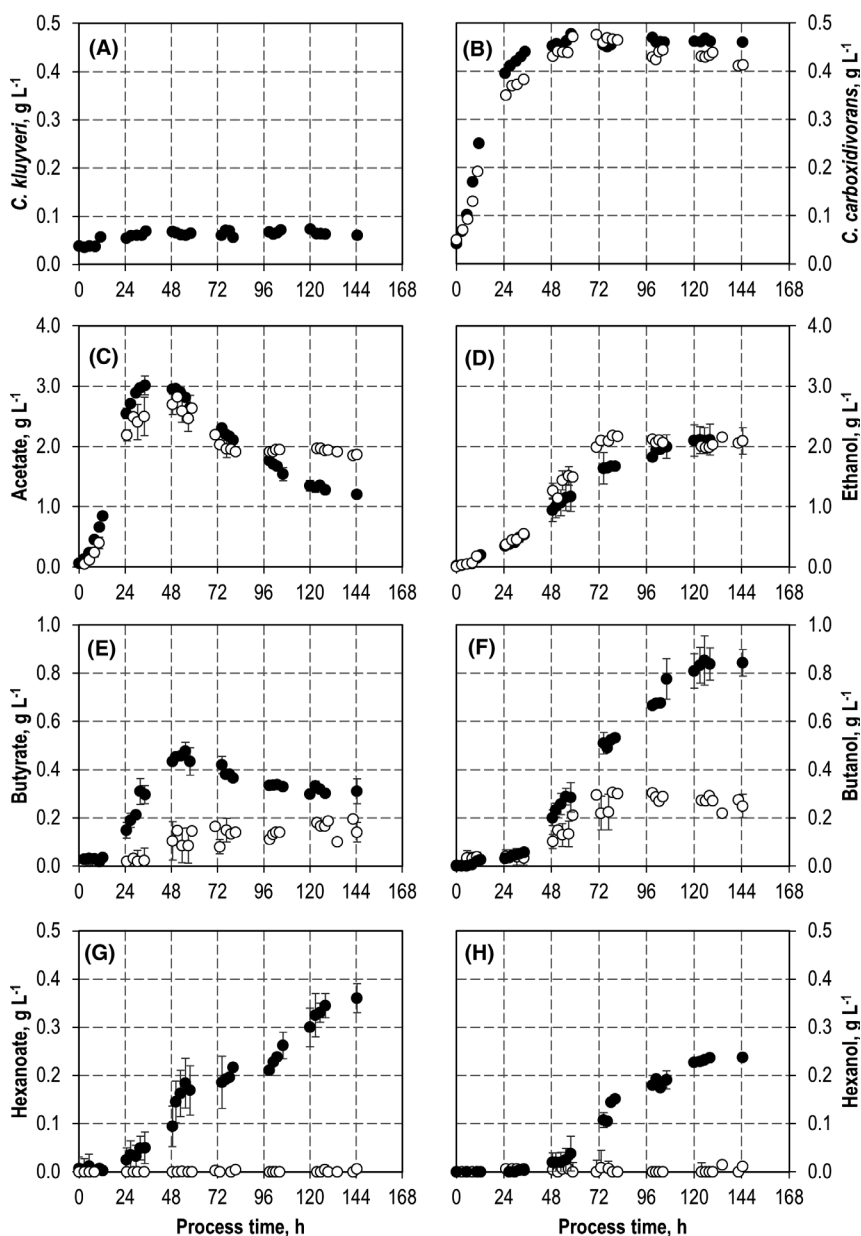 0.5 (A) (B) 0.5
0.4 0.4
0.3 0.3
0.2 0.2
0.1 0.1
0.0 0.0
C. kluyveri, g L-1
C. carboxidivorans, g L-1
0 24 48 72 96 120 144 168 0 24 48 72 96 120 144 168
4.0 (C) (D) 4.0
3.0 3.0
2.0 2.0
1.0 1.0
0.0 0.0
Acetate, g L-1
Ethanol, g L-1
0 24 48 72 96 120 144 168 0 24 48 72 96 120 144 168
1.0 (E) (F) 1.0
0.8 0.8
0.6 0.6
0.4 0.4
0.2 0.2
0.0 0.0
Butyrate, g L-1
Butanol, g L-1
0 24 48 72 96 120 144 168 0 24 48 72 96 120 144 168
0.5 (G) (H) 0.5
0.4 0.4
0.3 0.3
0.2 0.2
0.1 0.1
0.0 0.0
Hexanoate, g L-1
Hexanol, g L-1
0 24 48 72 96 120 144 168 0 24 48 72 96 120 144 168
Process time, h Process time, h